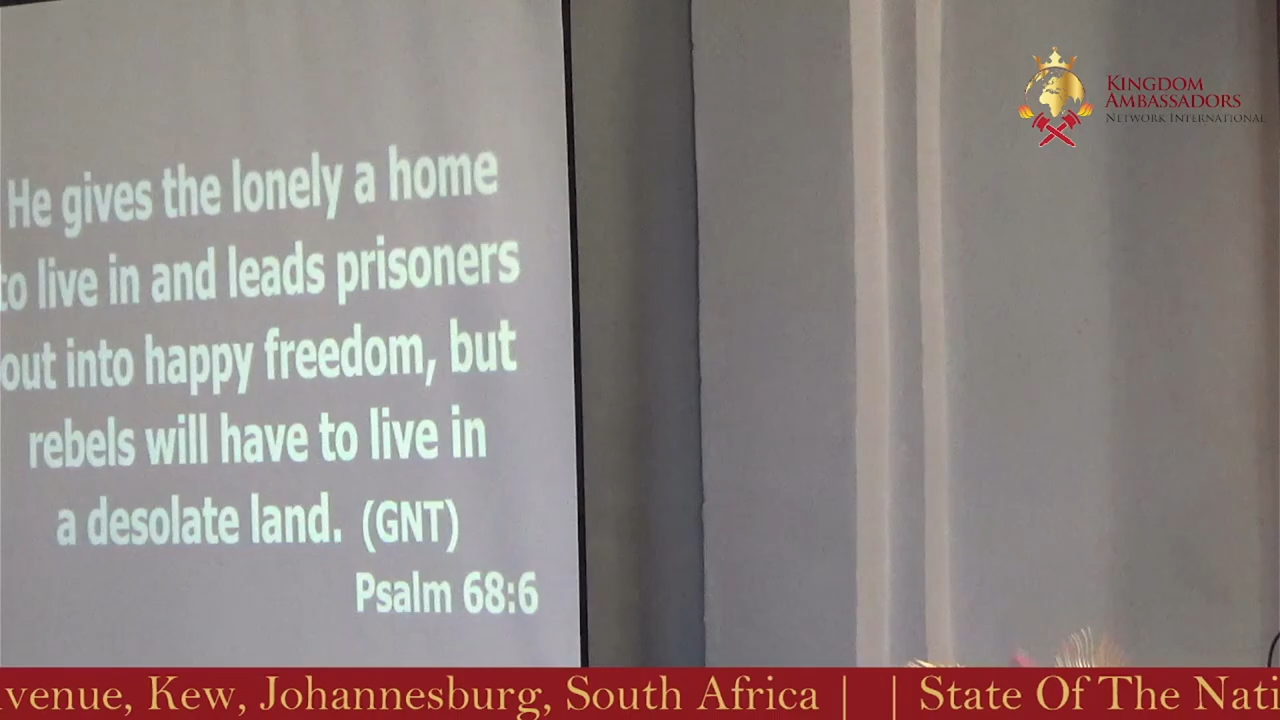 He gives the lonely a home
to live in and leads prisoners
out into happy freedom, but
rebels will have to live in
a desolate land. (GNT)
Psalm 68:6
KINGDOM
AMBASSADORS
NETWORK INTERNATIONAL
venue, Kew, Johannesburg, South Africa | | State Of The Nati